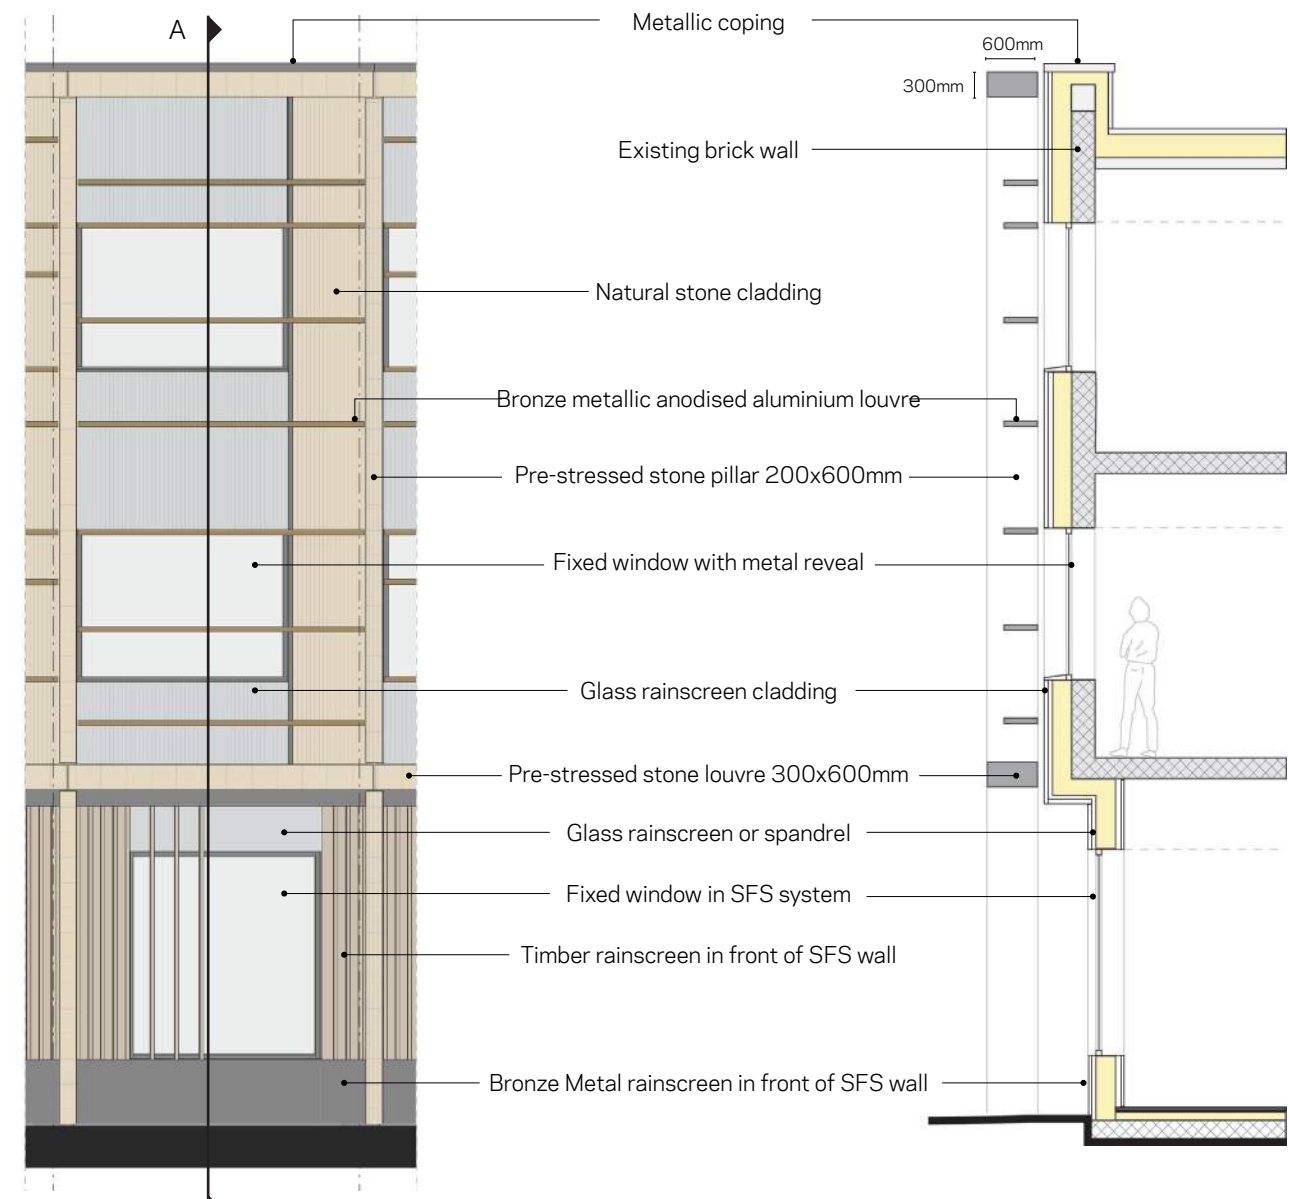 A
Metallic coping
600mm
300mm
Existing brick wall
Natural stone cladding
Bronze metallic anodised aluminium louvre
Pre-stressed stone pillar 200x600mm
Fixed window with metal reveal
Glass rainscreen cladding
Pre-stressed stone louvre 300x600mm
Glass rainscreen or spandrel
Fixed window in SFS system
Timber rainscreen in front of SFS wall
Bronze Metal rainscreen in front of SFS wall